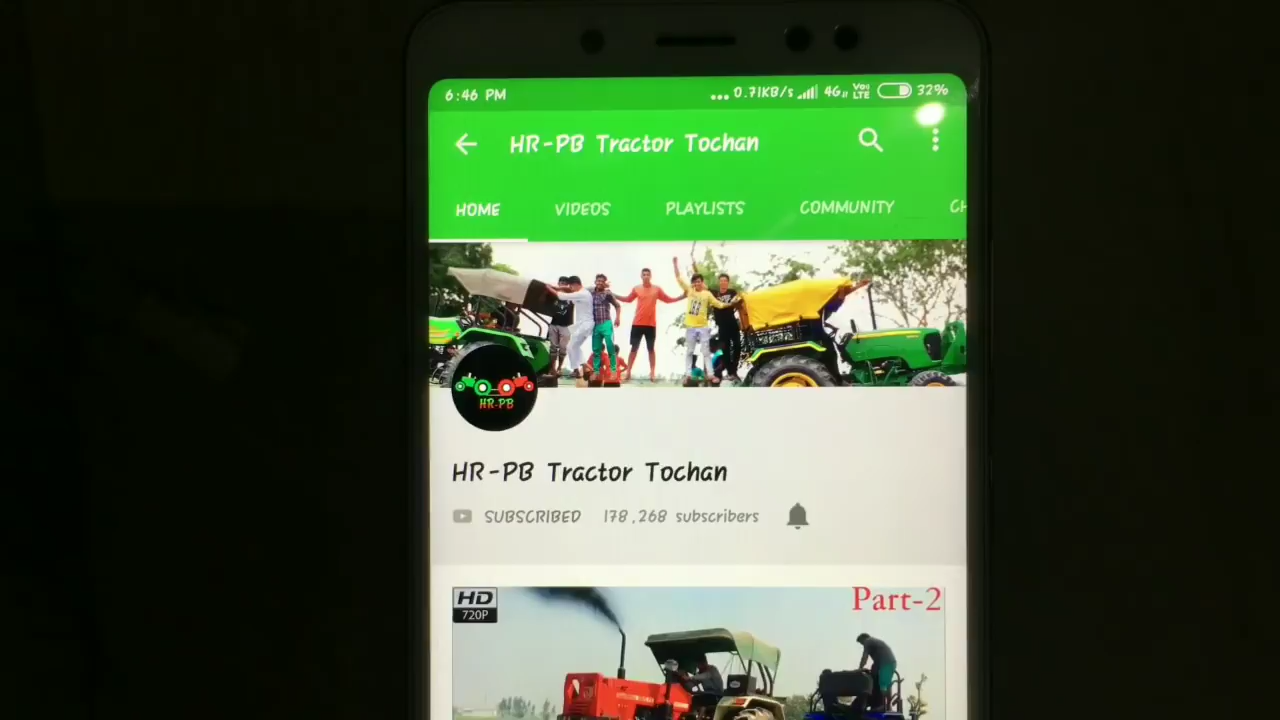 6:46 PM
...0.71KB/s 4G Vo LTE 32%
HR-PB Tractor Tochan
HOME VIDEOS PLAYLISTS COMMUNITY CH
HR-PB
HR-PB Tractor Tochan
SUBSCRIBED 178,268 subscribers
HD
720P
Part-2